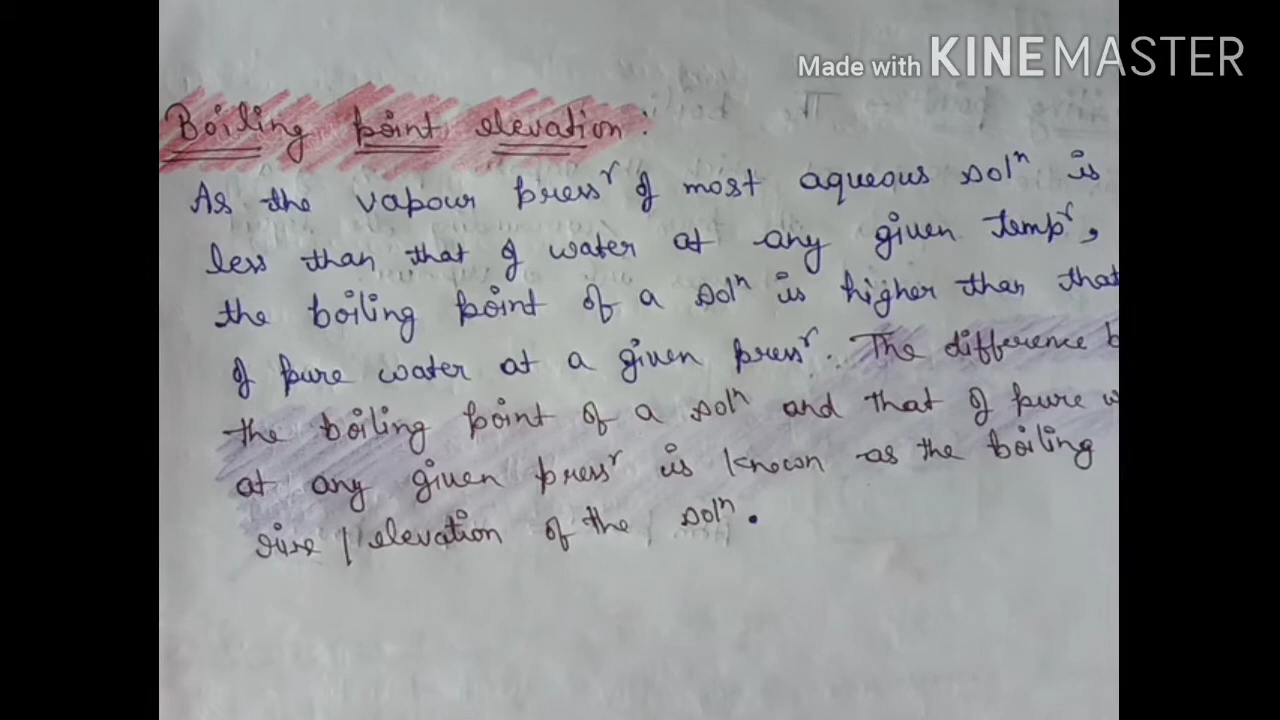 Made with KINEMASTER
Boiling point elevation :
As the vapour pressʳ of most aqueous solⁿ is
less than that of water at any given tempʳ,
the boiling point of a solⁿ is higher than that
of pure water at a given pressʳ. The difference
the boiling point of a solⁿ and that of pure
at any given pressʳ is known as the boiling
rise / elevation of the solⁿ.